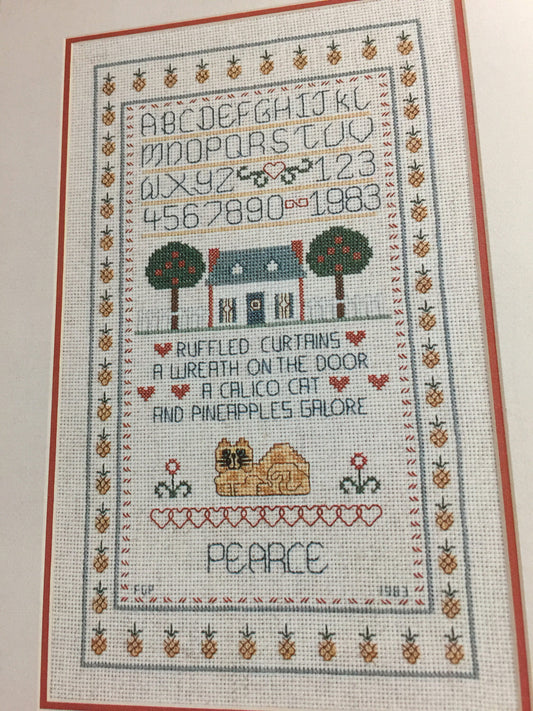 ABCDEFGHIJKL
MNOPQRSTUV
WXYZ 123
4567890 1983
RUFFLED CURTAINS
A WREATH ON THE DOOR
A CALICO CAT
AND PINEAPPLES GALORE
PEARCE
FGP 1983